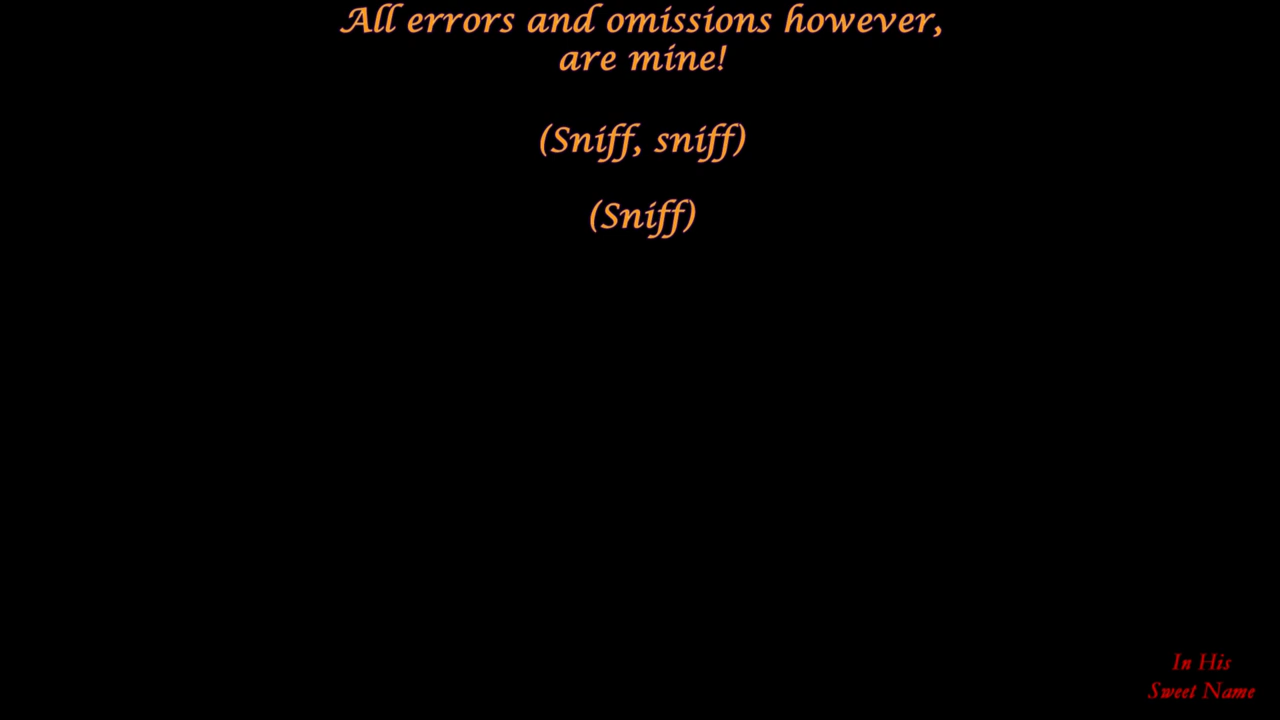 All errors and omissions however,
are mine!
(Sniff, sniff)
(Sniff)
In His
Sweet Name